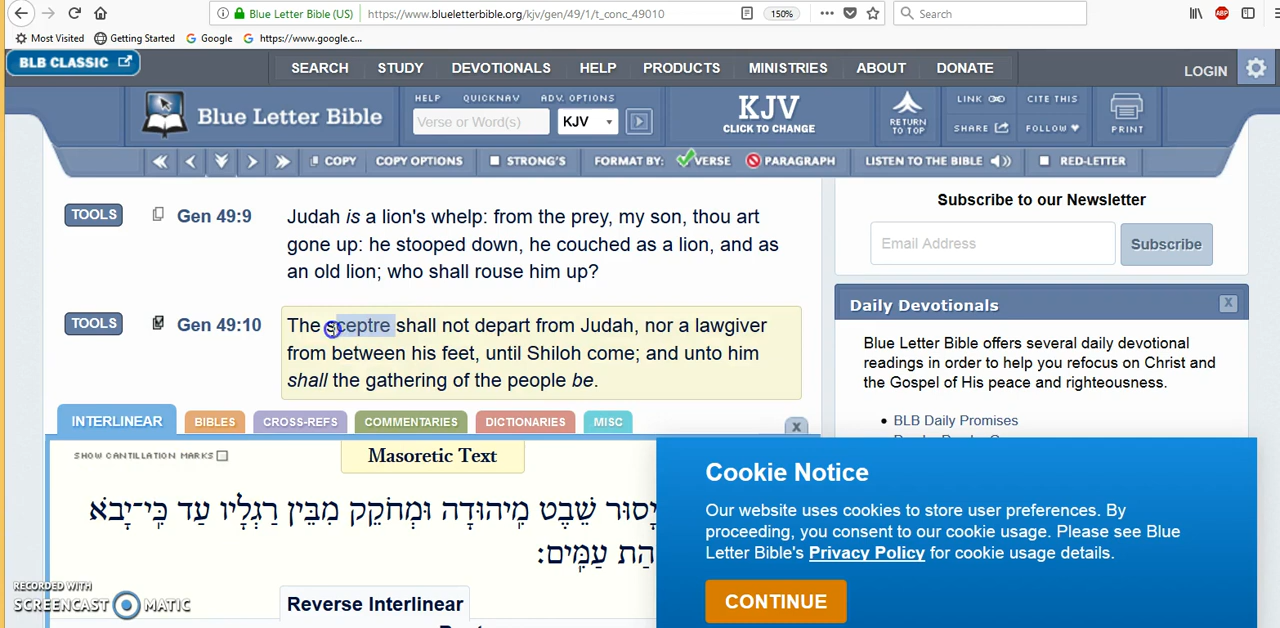 Blue Letter Bible (US) https://www.blueletterbible.org/kjv/gen/49/1/t_conc_49010 150% Search
Most Visited Getting Started Google https://www.google.c...
BLB CLASSIC
SEARCH STUDY DEVOTIONALS HELP PRODUCTS MINISTRIES ABOUT DONATE LOGIN
HELP QUICKNAV ADV. OPTIONS
Blue Letter Bible
Verse or Word(s) KJV
KJV
CLICK TO CHANGE
RETURN
TO TOP
LINK CITE THIS
SHARE FOLLOW
PRINT
COPY COPY OPTIONS STRONG'S FORMAT BY: VERSE PARAGRAPH LISTEN TO THE BIBLE RED-LETTER
TOOLS Gen 49:9 Judah is a lion's whelp: from the prey, my son, thou art
gone up: he stooped down, he couched as a lion, and as
an old lion; who shall rouse him up?
TOOLS Gen 49:10 The sceptre shall not depart from Judah, nor a lawgiver
from between his feet, until Shiloh come; and unto him
shall the gathering of the people be.
INTERLINEAR BIBLES CROSS-REFS COMMENTARIES DICTIONARIES MISC X
SHOW CANTILLATION MARKS
Masoretic Text
יָסוּר שֵׁבֶט מִיהוּדָה וּמְחֹקֵק מִבֵּין רַגְלָיו עַד כִּי־יָבֹא
הַת עַמִּים׃
Reverse Interlinear
Subscribe to our Newsletter
Email Address Subscribe
Daily Devotionals X
Blue Letter Bible offers several daily devotional
readings in order to help you refocus on Christ and
the Gospel of His peace and righteousness.
BLB Daily Promises
Cookie Notice
Our website uses cookies to store user preferences. By
proceeding, you consent to our cookie usage. Please see Blue
Letter Bible's Privacy Policy for cookie usage details.
CONTINUE
RECORDED WITH
SCREENCAST MATIC